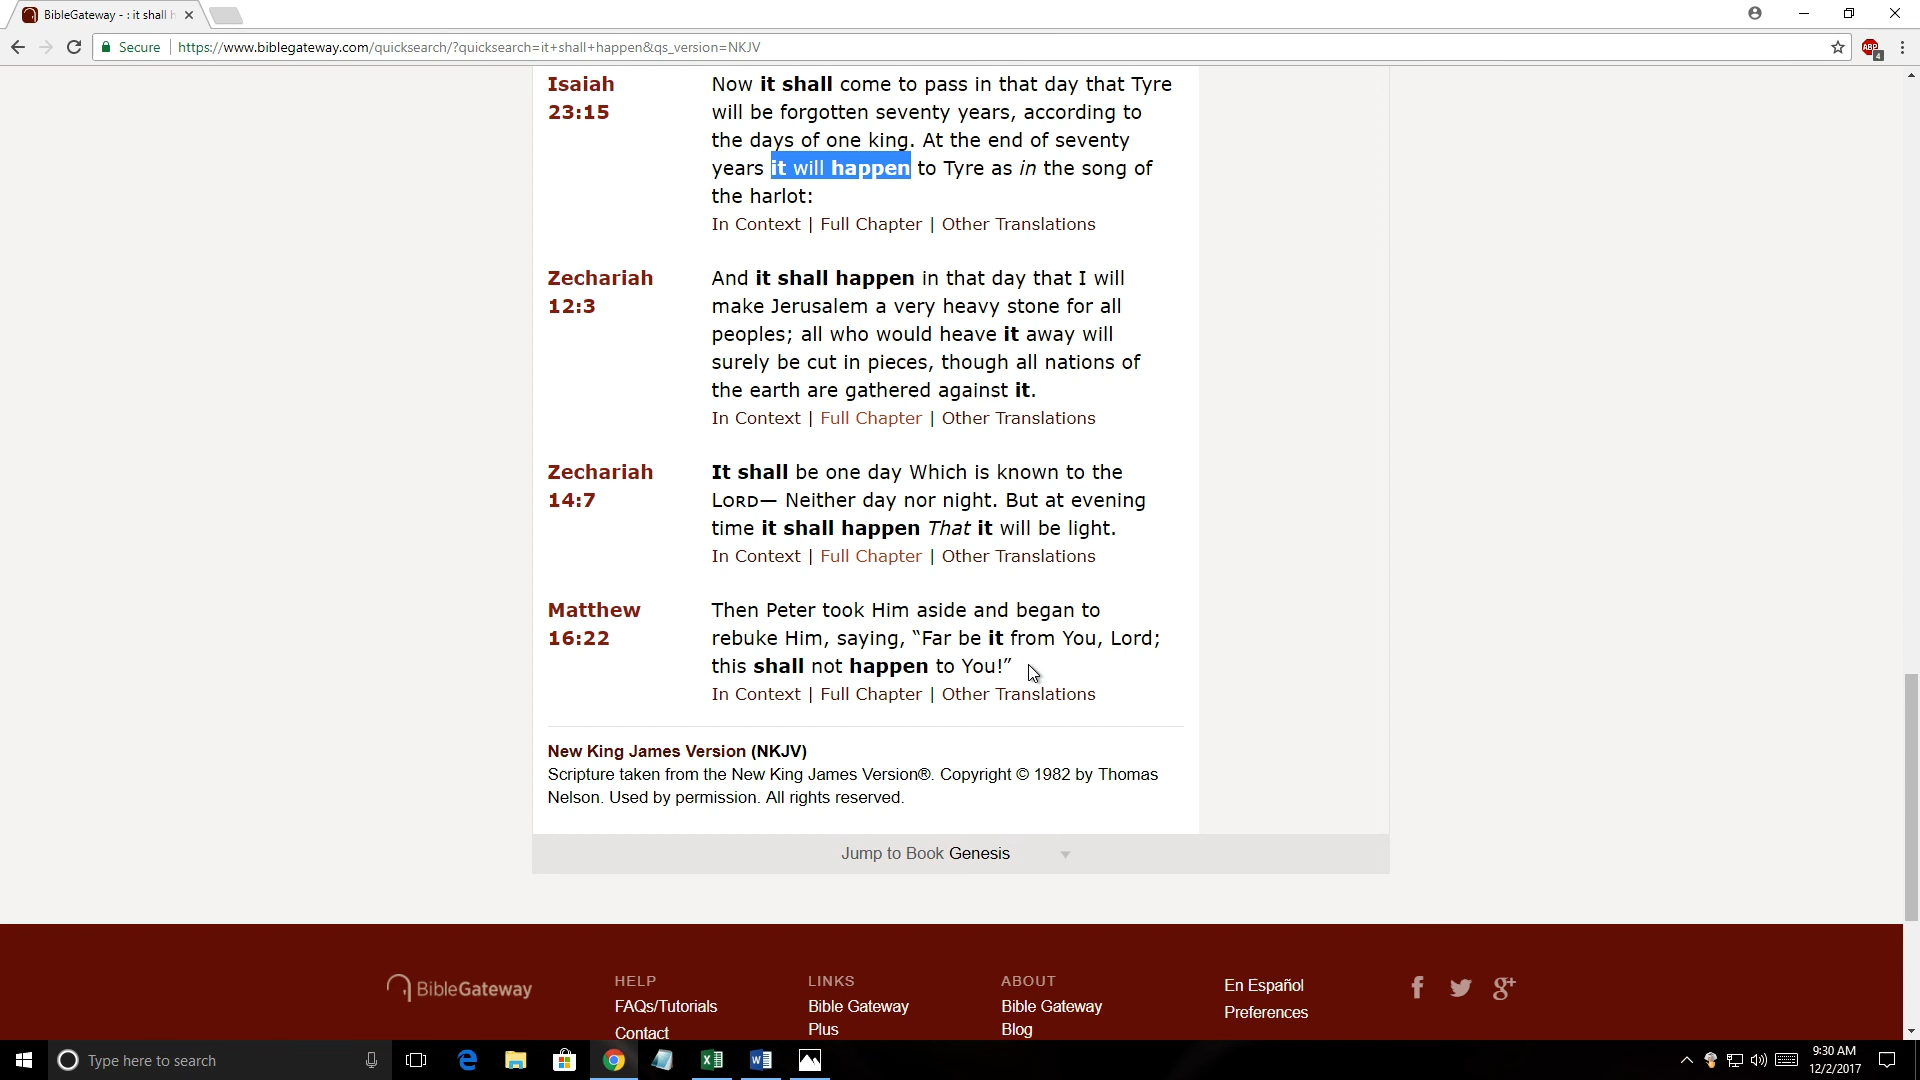 BibleGateway - : it shall h
Secure
https://www.biblegateway.com/quicksearch/?quicksearch=it+shall+happen&qs_version=NKJV
ABP
4
Isaiah
23:15
Now it shall come to pass in that day that Tyre
will be forgotten seventy years, according to
the days of one king. At the end of seventy
years it will happen to Tyre as in the song of
the harlot:
In Context | Full Chapter | Other Translations
Zechariah
12:3
And it shall happen in that day that I will
make Jerusalem a very heavy stone for all
peoples; all who would heave it away will
surely be cut in pieces, though all nations of
the earth are gathered against it.
In Context | Full Chapter | Other Translations
Zechariah
14:7
It shall be one day Which is known to the
LORD— Neither day nor night. But at evening
time it shall happen That it will be light.
In Context | Full Chapter | Other Translations
Matthew
16:22
Then Peter took Him aside and began to
rebuke Him, saying, “Far be it from You, Lord;
this shall not happen to You!”
In Context | Full Chapter | Other Translations
New King James Version (NKJV)
Scripture taken from the New King James Version®. Copyright © 1982 by Thomas
Nelson. Used by permission. All rights reserved.
Jump to Book Genesis
BibleGateway
HELP
FAQs/Tutorials
Contact
LINKS
Bible Gateway
Plus
ABOUT
Bible Gateway
Blog
En Español
Preferences
Type here to search
9:30 AM
12/2/2017